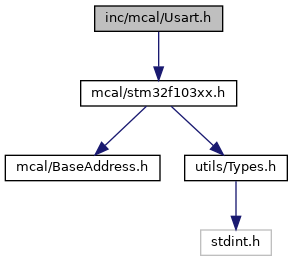 inc/mcal/Usart.h
mcal/stm32f103xx.h
mcal/BaseAddress.h
utils/Types.h
stdint.h